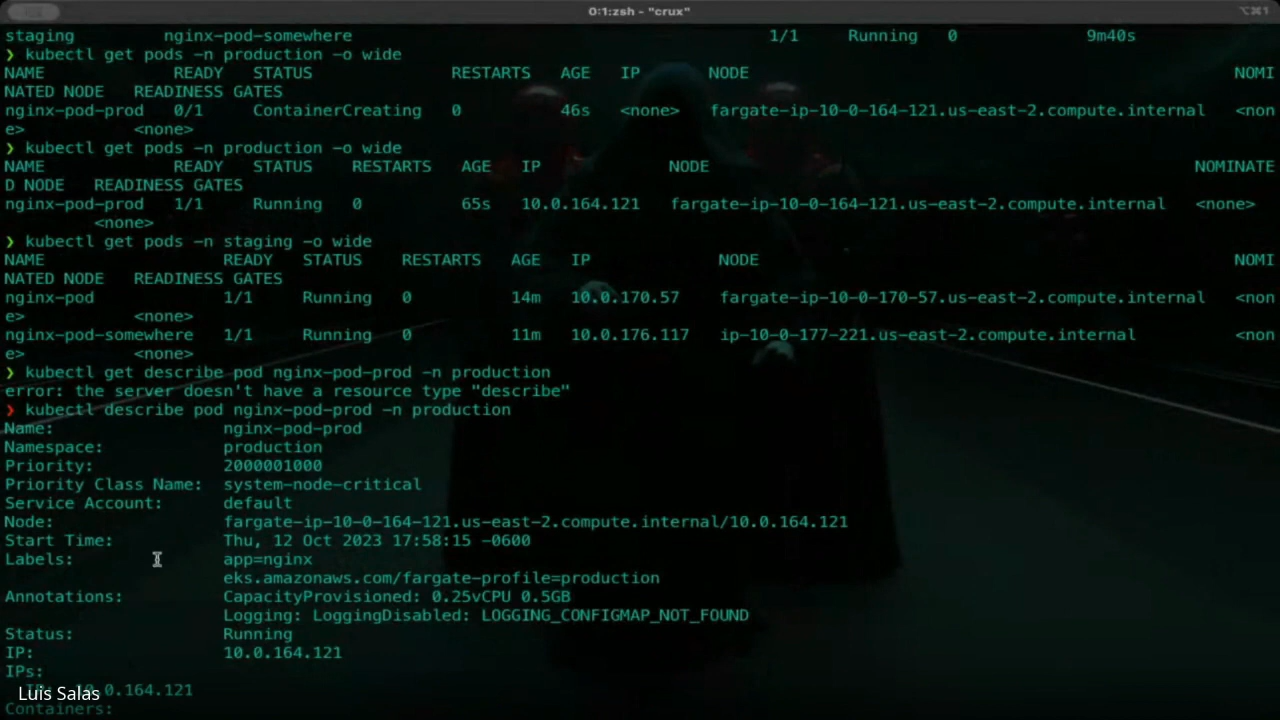 0:1:zsh - "crux"
⌥⌘1
staging nginx-pod-somewhere 1/1 Running 0 9m40s
❯ kubectl get pods -n production -o wide
NAME READY STATUS RESTARTS AGE IP NODE NOMI
NATED NODE READINESS GATES
nginx-pod-prod 0/1 ContainerCreating 0 46s <none> fargate-ip-10-0-164-121.us-east-2.compute.internal <non
e> <none>
❯ kubectl get pods -n production -o wide
NAME READY STATUS RESTARTS AGE IP NODE NOMINATE
D NODE READINESS GATES
nginx-pod-prod 1/1 Running 0 65s 10.0.164.121 fargate-ip-10-0-164-121.us-east-2.compute.internal <none>
<none>
❯ kubectl get pods -n staging -o wide
NAME READY STATUS RESTARTS AGE IP NODE NOMI
NATED NODE READINESS GATES
nginx-pod 1/1 Running 0 14m 10.0.170.57 fargate-ip-10-0-170-57.us-east-2.compute.internal <non
e> <none>
nginx-pod-somewhere 1/1 Running 0 11m 10.0.176.117 ip-10-0-177-221.us-east-2.compute.internal <non
e> <none>
❯ kubectl get describe pod nginx-pod-prod -n production
error: the server doesn't have a resource type "describe"
❯ kubectl describe pod nginx-pod-prod -n production
Name: nginx-pod-prod
Namespace: production
Priority: 2000001000
Priority Class Name: system-node-critical
Service Account: default
Node: fargate-ip-10-0-164-121.us-east-2.compute.internal/10.0.164.121
Start Time: Thu, 12 Oct 2023 17:58:15 -0600
Labels: app=nginx
eks.amazonaws.com/fargate-profile=production
Annotations: CapacityProvisioned: 0.25vCPU 0.5GB
Logging: LoggingDisabled: LOGGING_CONFIGMAP_NOT_FOUND
Status: Running
IP: 10.0.164.121
IPs:
Luis Salas .0.164.121
Containers: